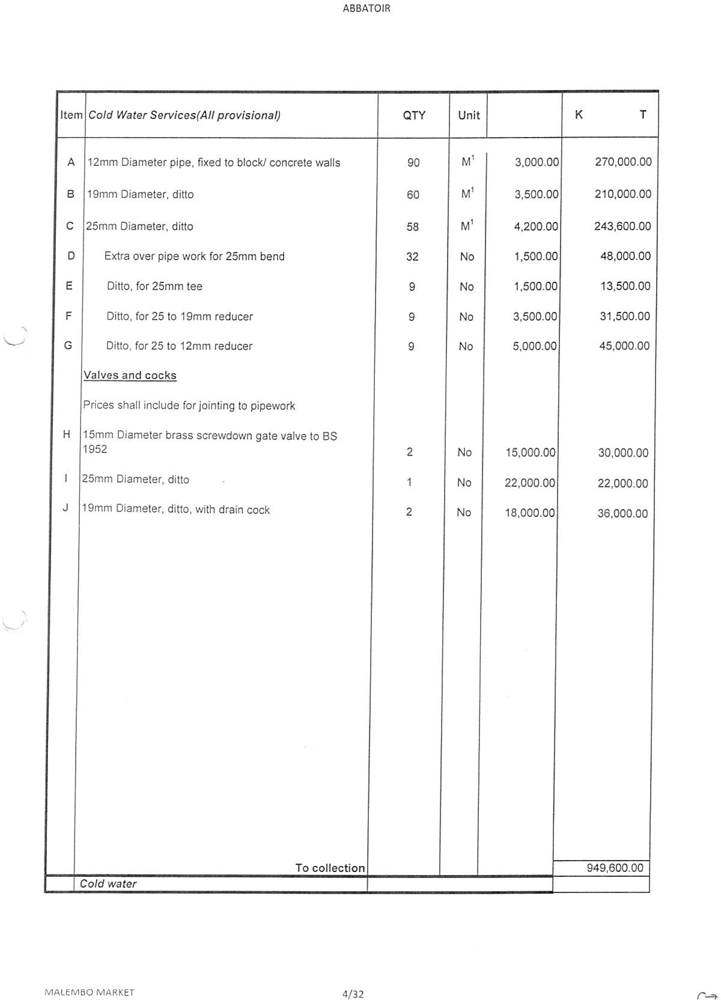 ABBATOIR
Item Cold Water Services(All provisional) QTY Unit K T
A 12mm Diameter pipe, fixed to block/ concrete walls 90 M¹ 3,000.00 270,000.00
B 19mm Diameter, ditto 60 M¹ 3,500.00 210,000.00
C 25mm Diameter, ditto 58 M¹ 4,200.00 243,600.00
D Extra over pipe work for 25mm bend 32 No 1,500.00 48,000.00
E Ditto, for 25mm tee 9 No 1,500.00 13,500.00
F Ditto, for 25 to 19mm reducer 9 No 3,500.00 31,500.00
G Ditto, for 25 to 12mm reducer 9 No 5,000.00 45,000.00
Valves and cocks
Prices shall include for jointing to pipework
H 15mm Diameter brass screwdown gate valve to BS
1952 2 No 15,000.00 30,000.00
I 25mm Diameter, ditto 1 No 22,000.00 22,000.00
J 19mm Diameter, ditto, with drain cock 2 No 18,000.00 36,000.00
To collection 949,600.00
Cold water
MALEMBO MARKET 4/32